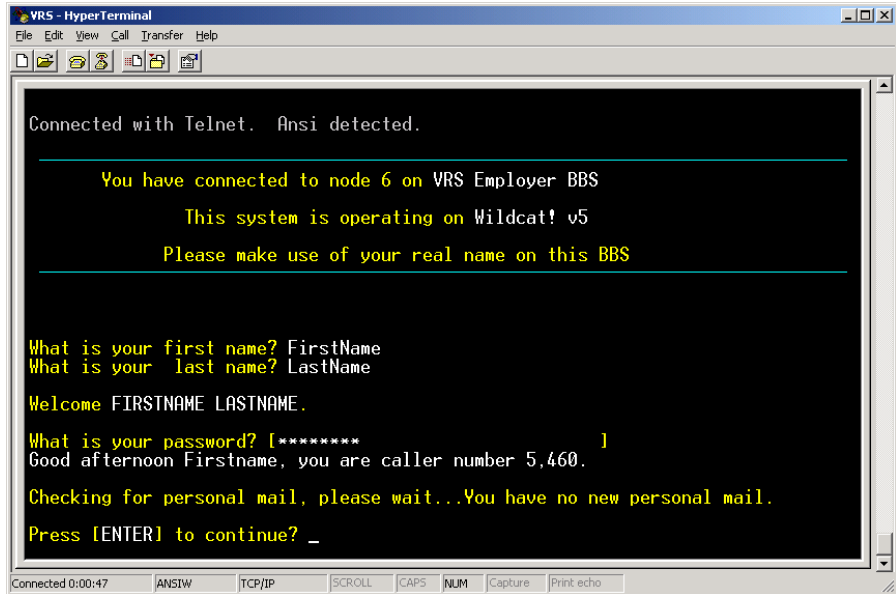 VRS - HyperTerminal
File Edit View Call Transfer Help
Connected with Telnet.  Ansi detected.
You have connected to node 6 on VRS Employer BBS
This system is operating on Wildcat! v5
Please make use of your real name on this BBS
What is your first name? FirstName
What is your  last name? LastName
Welcome FIRSTNAME LASTNAME.
What is your password? [******** ]
Good afternoon Firstname, you are caller number 5,460.
Checking for personal mail, please wait...You have no new personal mail.
Press [ENTER] to continue? _
Connected 0:00:47 ANSIW TCP/IP SCROLL CAPS NUM Capture Print echo